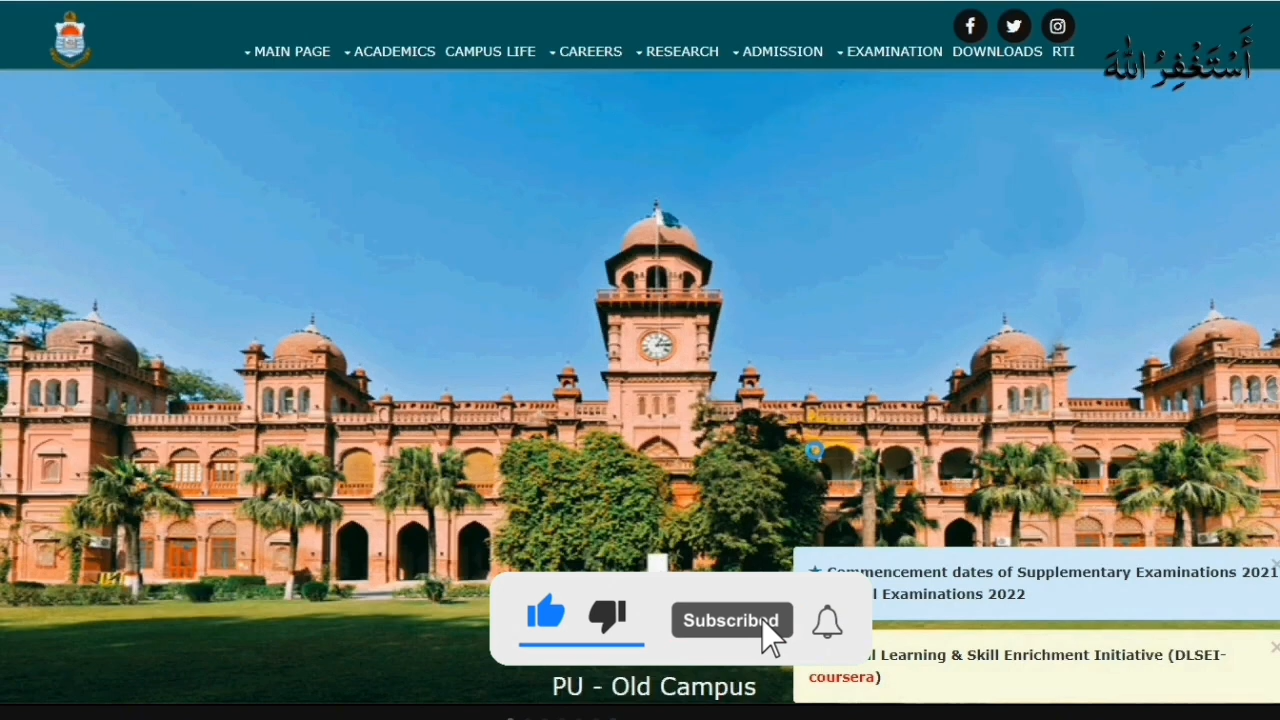 MAIN PAGE ACADEMICS CAMPUS LIFE CAREERS RESEARCH ADMISSION EXAMINATION DOWNLOADS RTI
أَسْتَغْفِرُ اللهَ
Commencement dates of Supplementary Examinations 2021
Examinations 2022
Subscribed
Learning & Skill Enrichment Initiative (DLSEI-
coursera)
PU - Old Campus